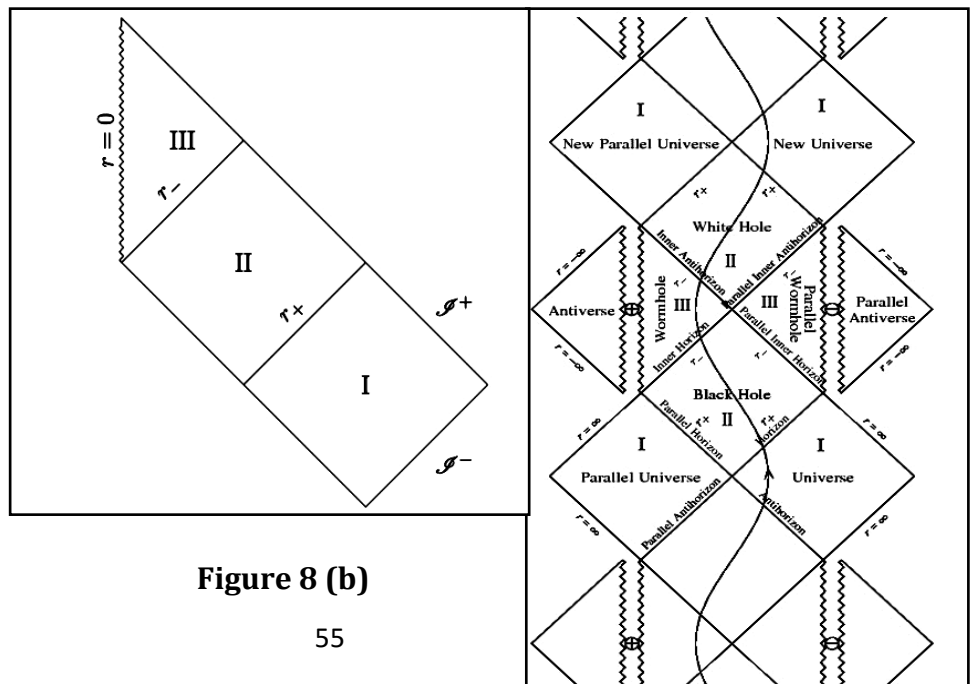 r = 0
III
r−
II
r+
I
ℐ+
ℐ−
Figure 8 (b)
55
I
I
New Parallel Universe
New Universe
r+
r+
White Hole
Inner Antihorizon
Parallel Inner Antihorizon
II
r = −∞
r = −∞
r−
r−
Antiverse
Wormhole
III
III
Parallel
Wormhole
Parallel
Antiverse
r = −∞
r = −∞
Inner Horizon
Parallel Inner Horizon
r−
r−
Black Hole
II
r+
r+
Parallel Horizon
Horizon
r = ∞
r = ∞
I
I
Parallel Universe
Universe
Parallel Antihorizon
Antihorizon
r = ∞
r = ∞